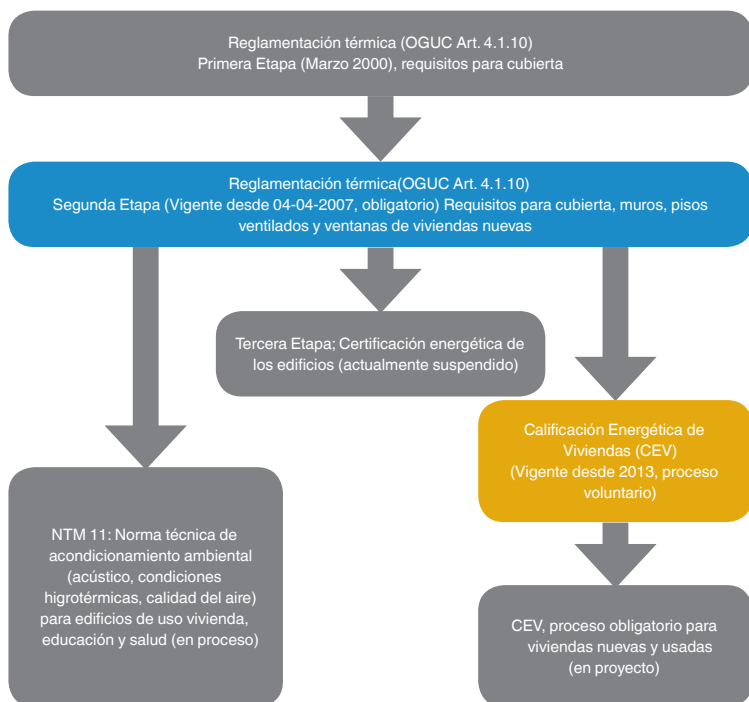 Reglamentación térmica (OGUC Art. 4.1.10)
Primera Etapa (Marzo 2000), requisitos para cubierta
Reglamentación térmica(OGUC Art. 4.1.10)
Segunda Etapa (Vigente desde 04-04-2007, obligatorio) Requisitos para cubierta, muros, pisos
ventilados y ventanas de viviendas nuevas
Tercera Etapa; Certificación energética de
los edificios (actualmente suspendido)
Calificación Energética de
Viviendas (CEV)
(Vigente desde 2013, proceso
voluntario)
NTM 11: Norma técnica de
acondicionamiento ambiental
(acústico, condiciones
higrotérmicas, calidad del aire)
para edificios de uso vivienda,
educación y salud (en proceso)
CEV, proceso obligatorio para
viviendas nuevas y usadas
(en proyecto)